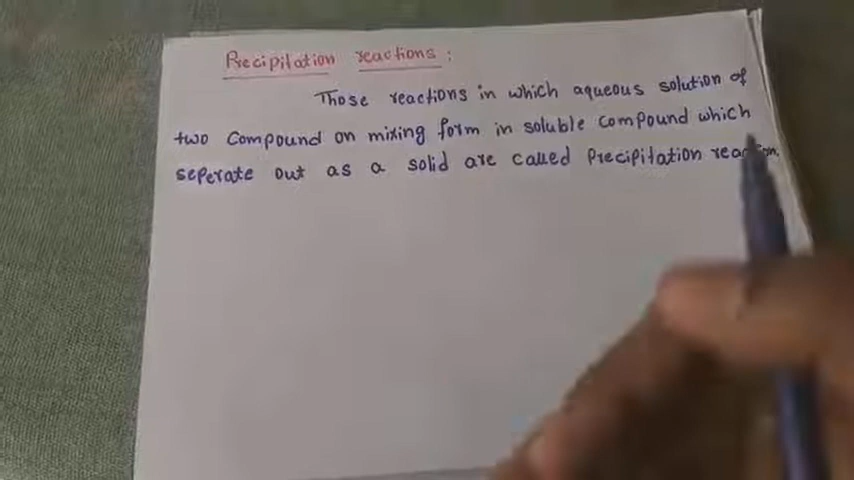 Precipitation reactions :
Those reactions in which aqueous solution of
two compound on mixing form in soluble compound which
seperate out as a solid are called Precipitation reaction.